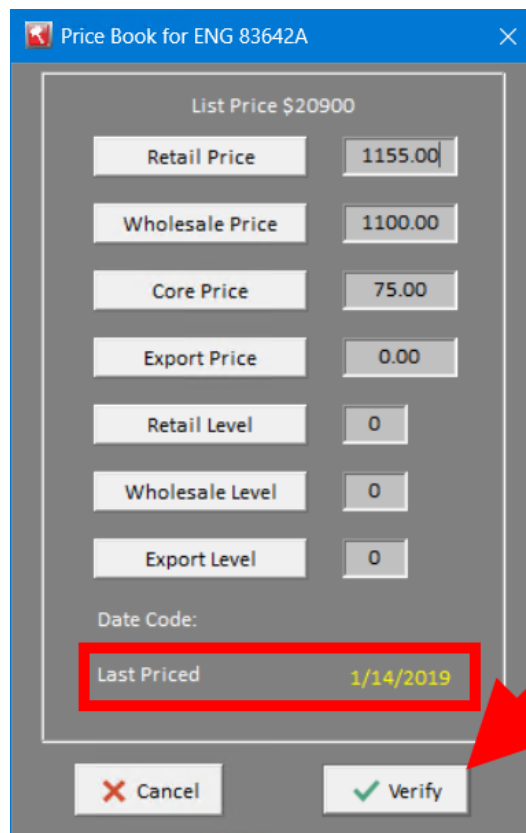 Price Book for ENG 83642A
List Price $20900
Retail Price 1155.00
Wholesale Price 1100.00
Core Price 75.00
Export Price 0.00
Retail Level 0
Wholesale Level 0
Export Level 0
Date Code:
Last Priced 1/14/2019
Cancel Verify